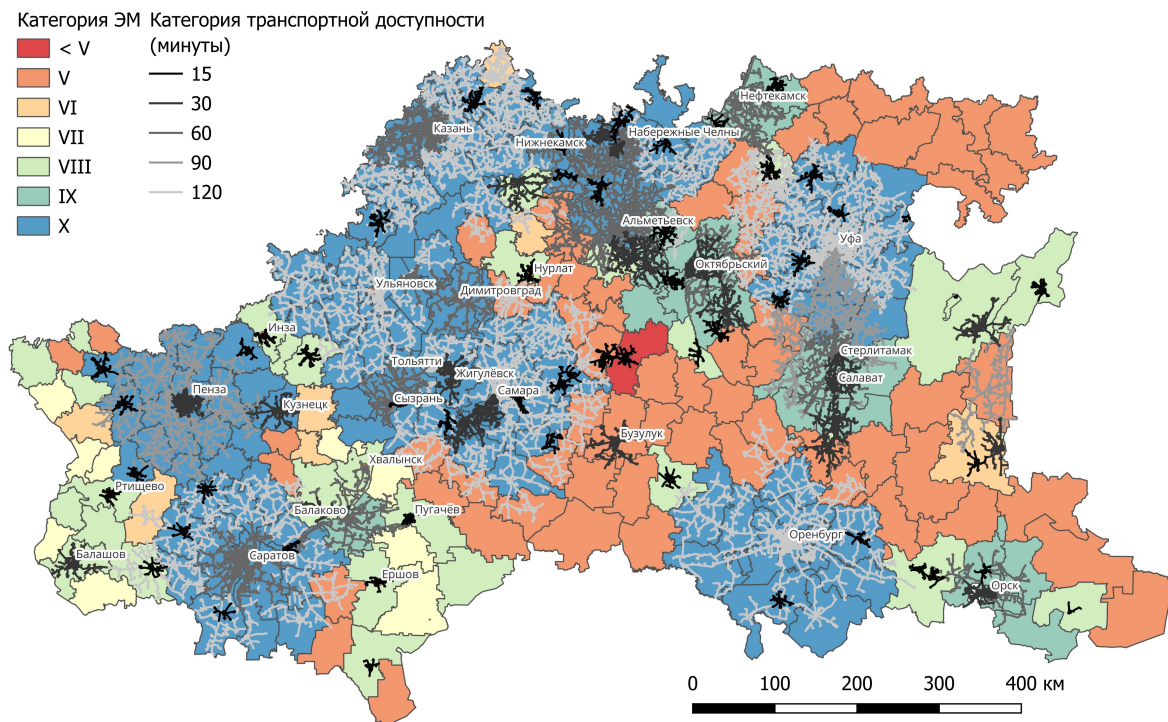 Категория ЭМ
< V
V
VI
VII
VIII
IX
X
Категория транспортной доступности
(минуты)
15
30
60
90
120
Нефтекамск
Казань
Набережные Челны
Нижнекамск
Альметьевск
Уфа
Октябрьский
Нурлат
Ульяновск
Димитровград
Инза
Стерлитамак
Тольятти
Жигулёвск
Салават
Пенза
Самара
Сызрань
Кузнецк
Бузулук
Хвалынск
Ртищево
Балаково
Пугачёв
Оренбург
Балашов
Саратов
Ершов
Орск
0 100 200 300 400 км